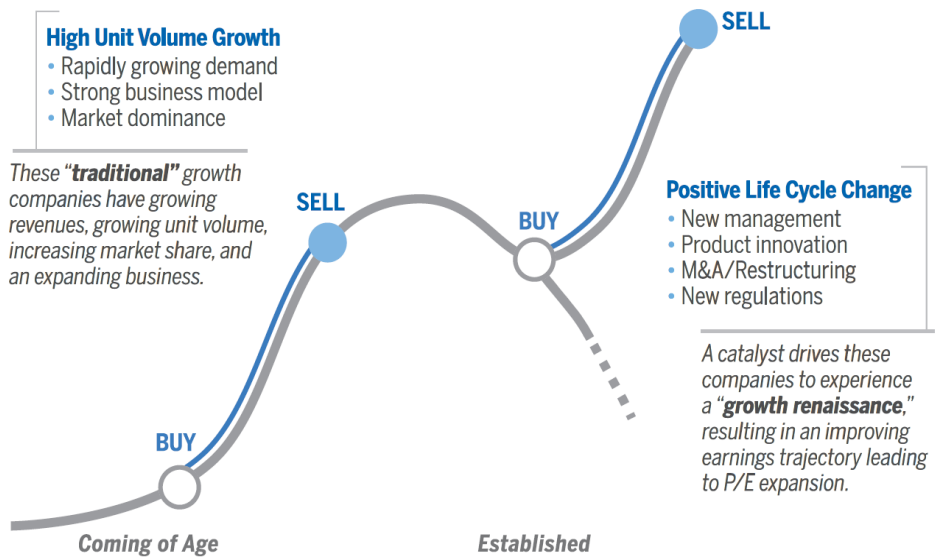 High Unit Volume Growth
• Rapidly growing demand
• Strong business model
• Market dominance
These “traditional” growth
companies have growing
revenues, growing unit volume,
increasing market share, and
an expanding business.
BUY
SELL
BUY
SELL
Positive Life Cycle Change
• New management
• Product innovation
• M&A/Restructuring
• New regulations
A catalyst drives these
companies to experience
a “growth renaissance,”
resulting in an improving
earnings trajectory leading
to P/E expansion.
Coming of Age
Established